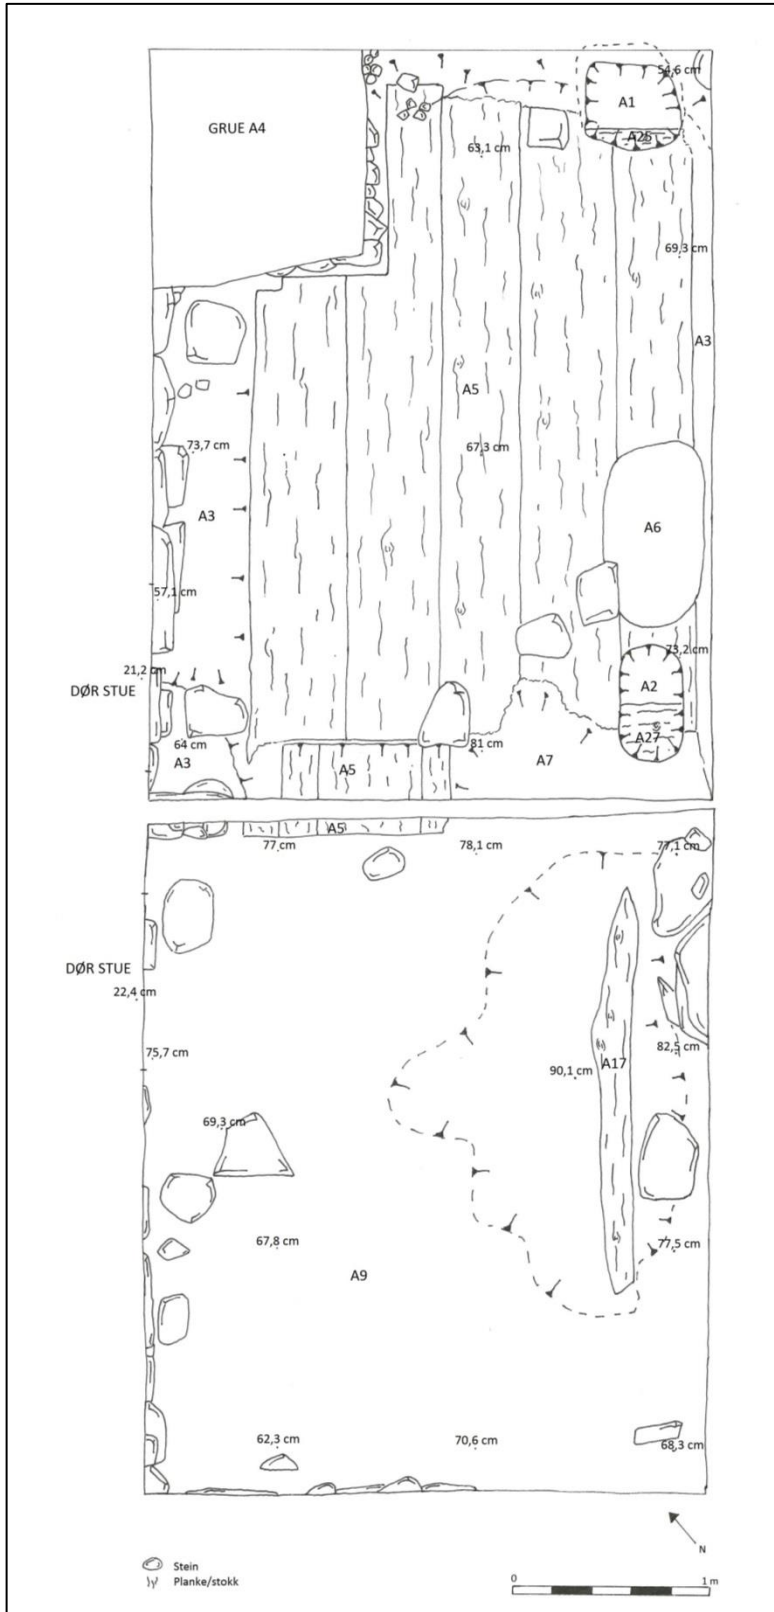 54,6 cm
A1
GRUE A4
A25
63,1 cm
69,3 cm
A3
A5
67,3 cm
73,7 cm
A3
A6
57,1 cm
21,2 cm
73,2 cm
DØR STUE
A2
64 cm
81 cm
A27
A3
A5
A7
A5
77 cm
78,1 cm
77,1 cm
DØR STUE
22,4 cm
75,7 cm
82,5 cm
90,1 cm
A17
69,3 cm
67,8 cm
77,5 cm
A9
62,3 cm
70,6 cm
68,3 cm
N
Stein
Planke/stokk
0
1 m